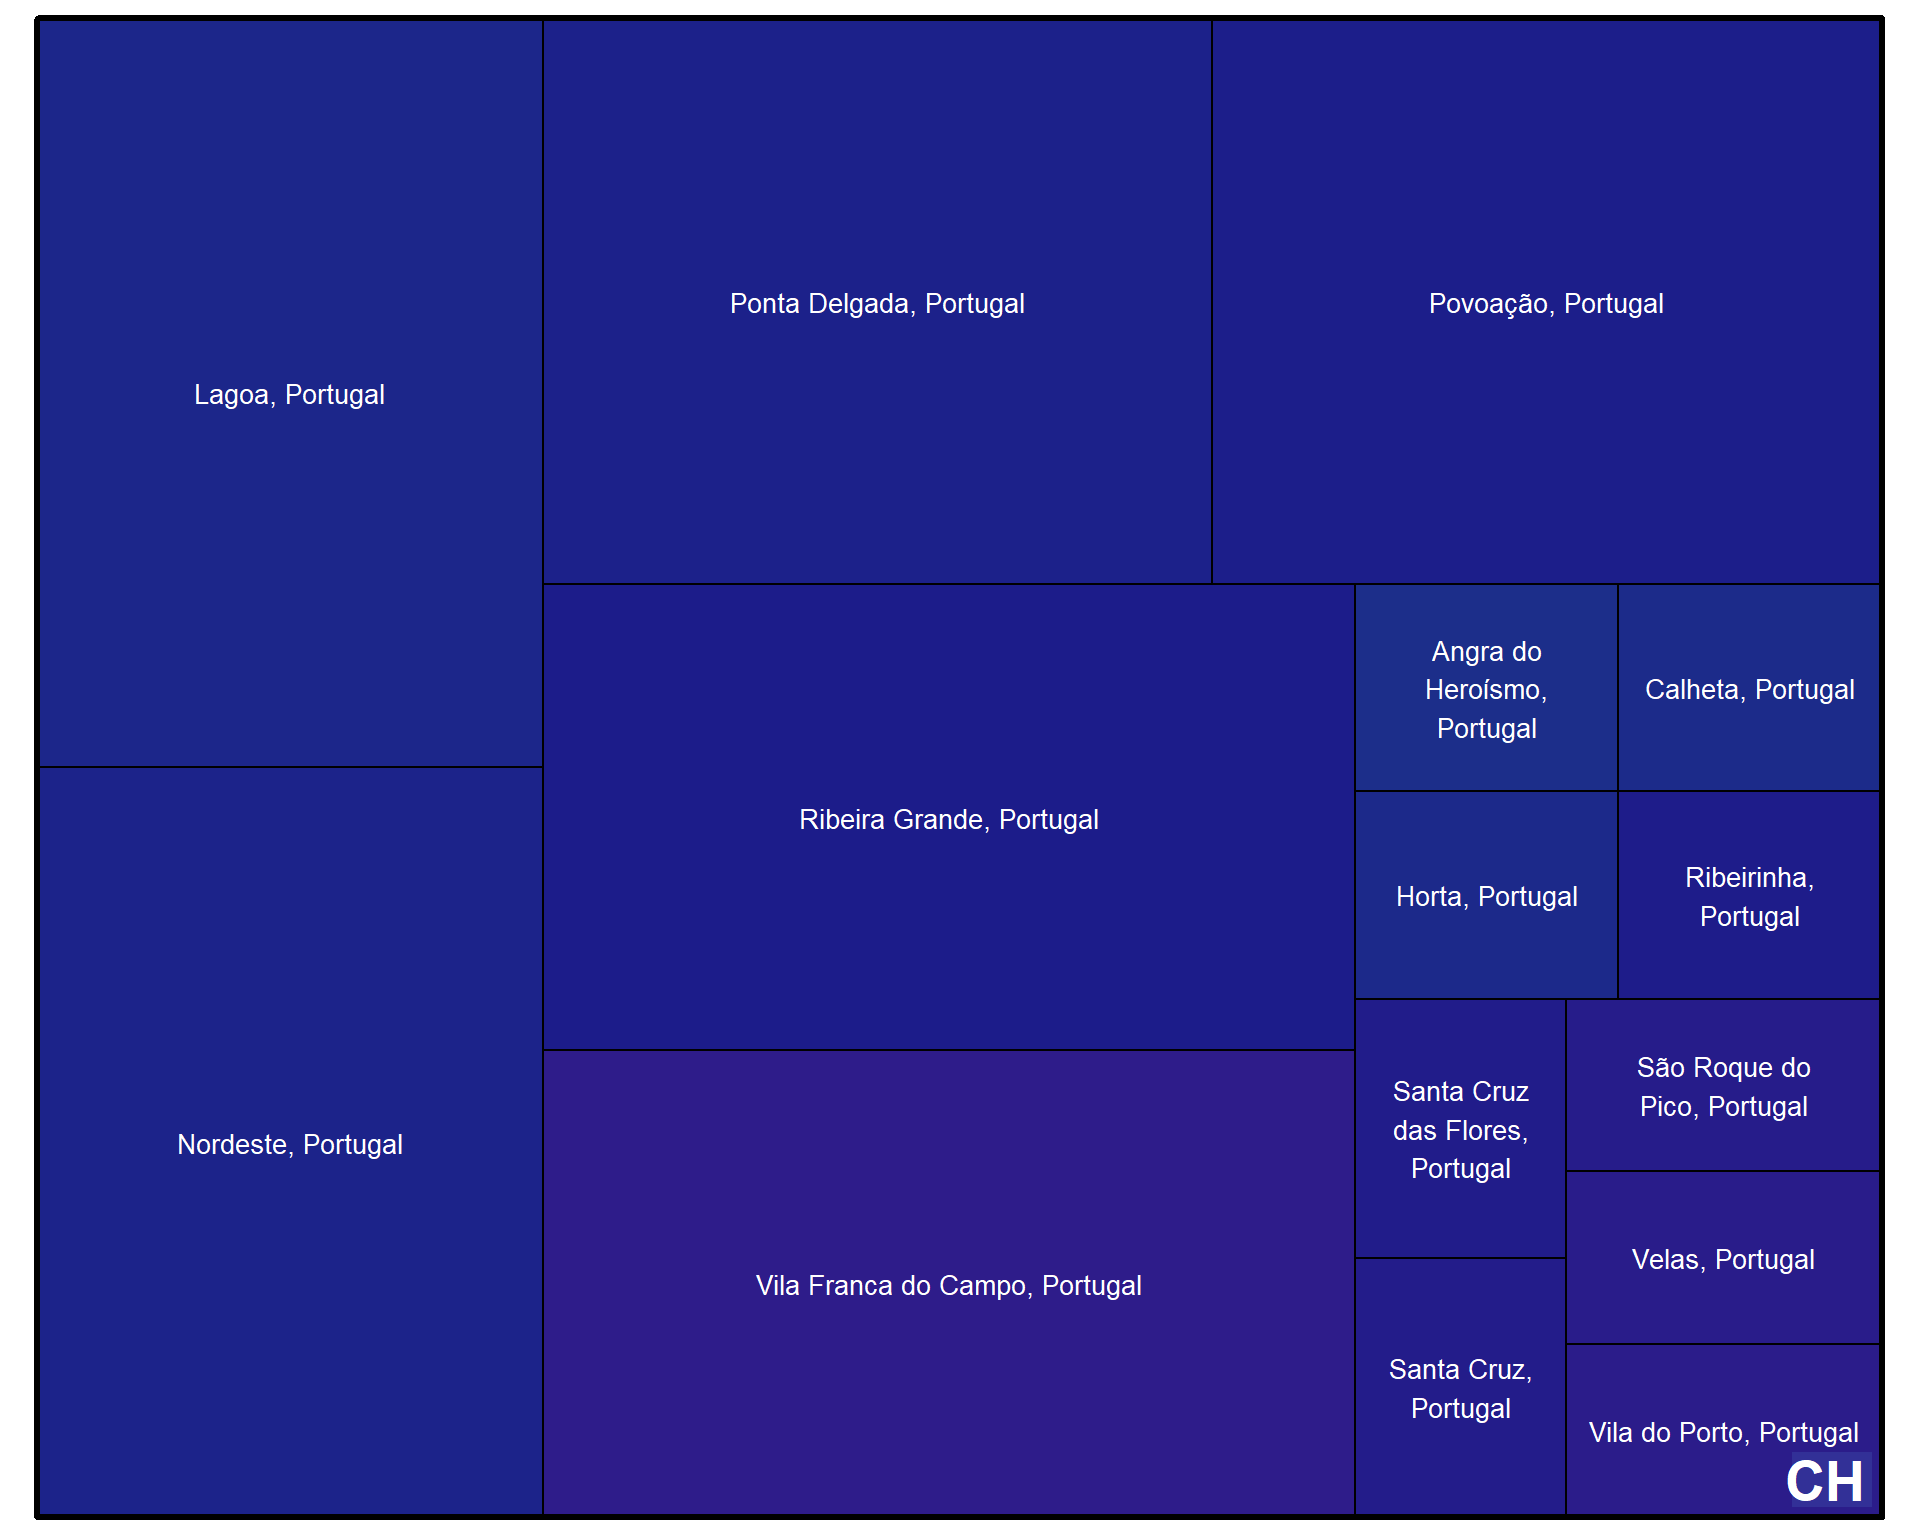 Lagoa, Portugal
Ponta Delgada, Portugal
Povoação, Portugal
Nordeste, Portugal
Ribeira Grande, Portugal
Vila Franca do Campo, Portugal
Angra do
Heroísmo,
Portugal
Calheta, Portugal
Horta, Portugal
Ribeirinha,
Portugal
Santa Cruz
das Flores,
Portugal
São Roque do
Pico, Portugal
Velas, Portugal
Santa Cruz,
Portugal
Vila do Porto, Portugal
CH